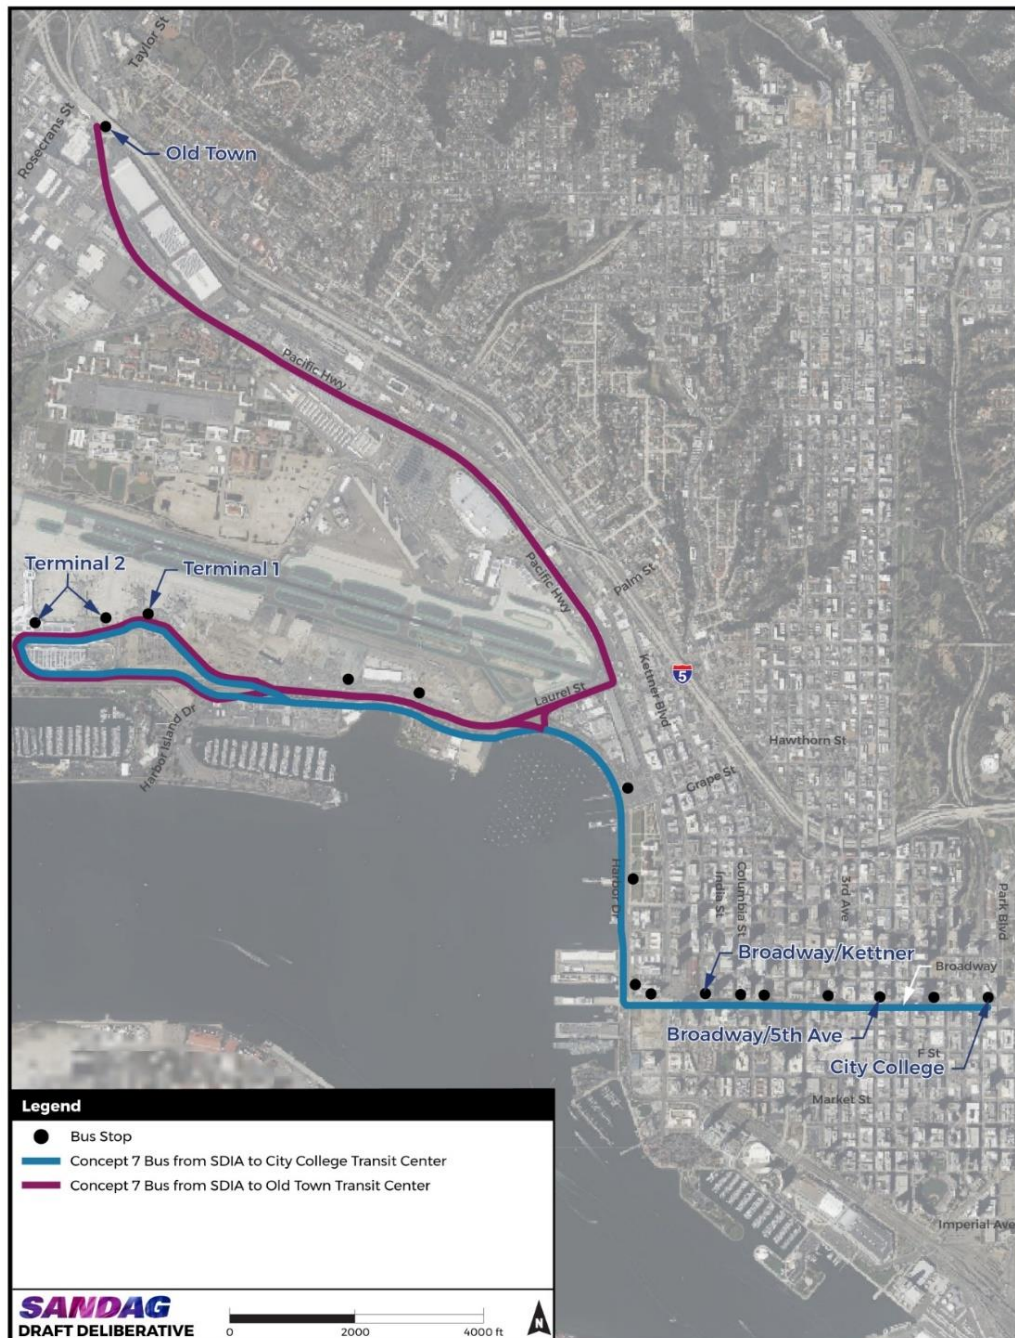 Taylor St
Rosecrans St
Old Town
Pacific Hwy
Terminal 2
Terminal 1
Pacific Hwy
Palm St
Kettner Blvd
5
Laurel St
Harbor Island Dr
Hawthorn St
Grape St
Harbor Dr
India St
Columbia St
3rd Ave
Park Blvd
Broadway/Kettner
Broadway
Broadway/5th Ave
F St
City College
Market St
Imperial Ave
Legend
Bus Stop
Concept 7 Bus from SDIA to City College Transit Center
Concept 7 Bus from SDIA to Old Town Transit Center
SANDAG
DRAFT DELIBERATIVE
0 2000 4000 ft
N